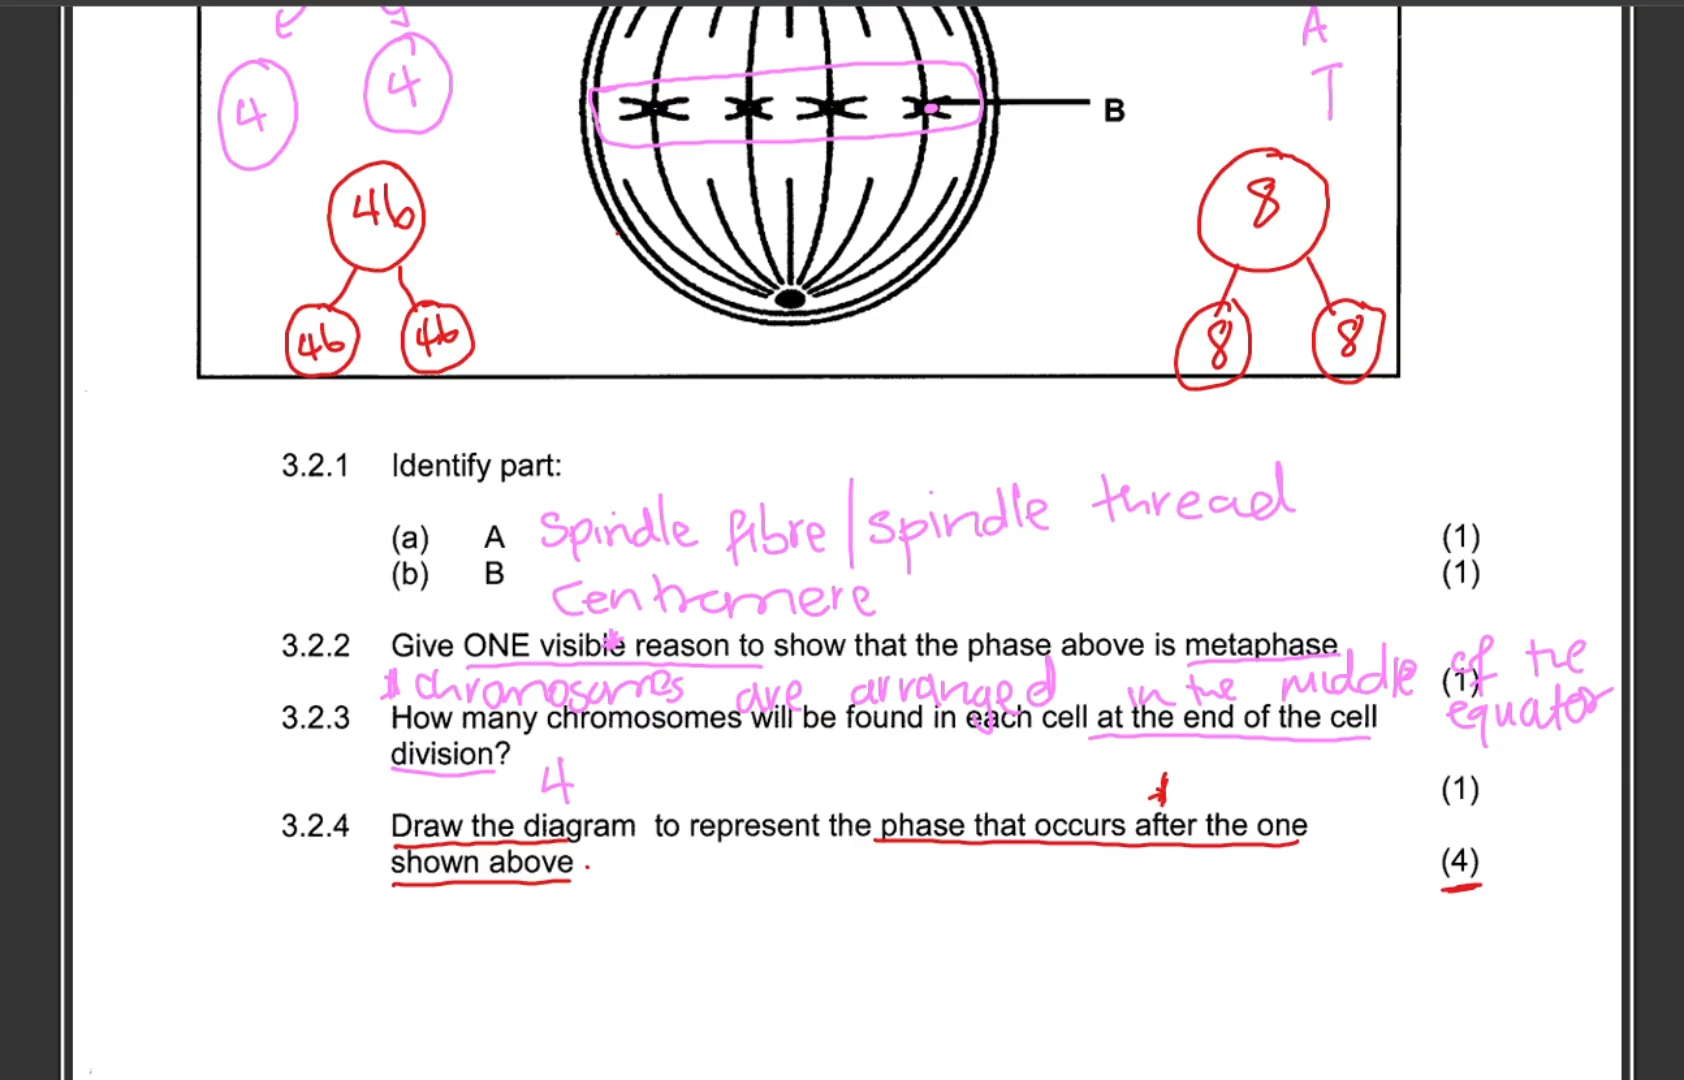 A
4
4
T
B
46
8
46
46
8
8
3.2.1 Identify part:
(a) A Spindle fibre/spindle thread (1)
(b) B Centromere (1)
3.2.2 Give ONE visible reason to show that the phase above is metaphase
chromosomes are arranged in the middle of the equator (1)
3.2.3 How many chromosomes will be found in each cell at the end of the cell
division?
4
(1)
3.2.4 Draw the diagram to represent the phase that occurs after the one
shown above. (4)